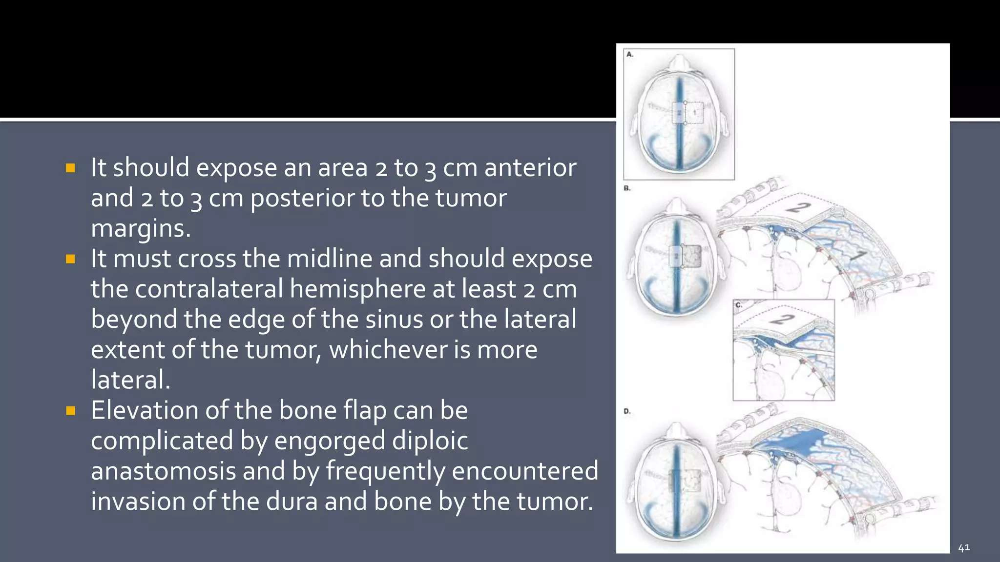 It should expose an area 2 to 3 cm anterior
and 2 to 3 cm posterior to the tumor
margins.
It must cross the midline and should expose
the contralateral hemisphere at least 2 cm
beyond the edge of the sinus or the lateral
extent of the tumor, whichever is more
lateral.
Elevation of the bone flap can be
complicated by engorged diploic
anastomosis and by frequently encountered
invasion of the dura and bone by the tumor.
A.
2 1
B.
2
2
1
C.
2
D.
41